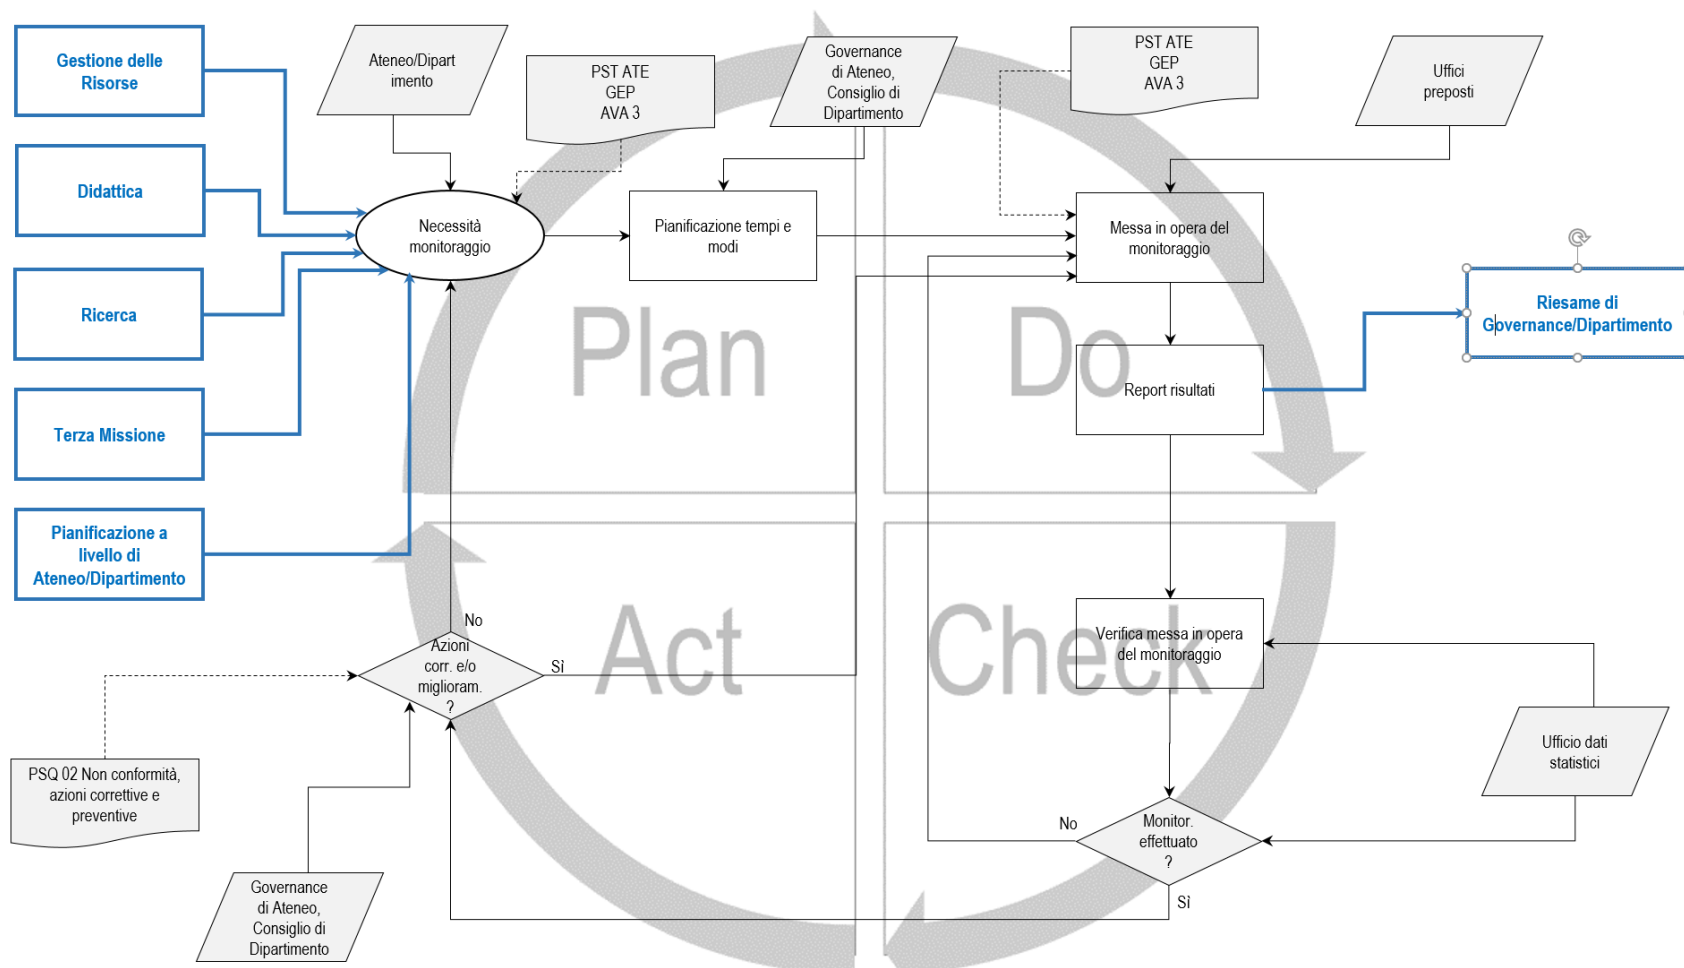 Gestione delle
Risorse
Ateneo/Dipart
imento
PST ATE
GEP
AVA 3
Governance
di Ateneo,
Consiglio di
Dipartimento
PST ATE
GEP
AVA 3
Uffici
preposti
Didattica
Necessità
monitoraggio
Pianificazione tempi e
modi
Messa in opera del
monitoraggio
Ricerca
Plan
Do
Riesame di
Governance/Dipartimento
Report risultati
Terza Missione
Pianificazione a
livello di
Ateneo/Dipartimento
No
Azioni
corr. e/o
miglioram.
?
Sì
Act
Check
Verifica messa in opera
del monitoraggio
PSQ 02 Non conformità,
azioni correttive e
preventive
Ufficio dati
statistici
No
Monitor.
effettuato
?
Sì
Governance
di Ateneo,
Consiglio di
Dipartimento